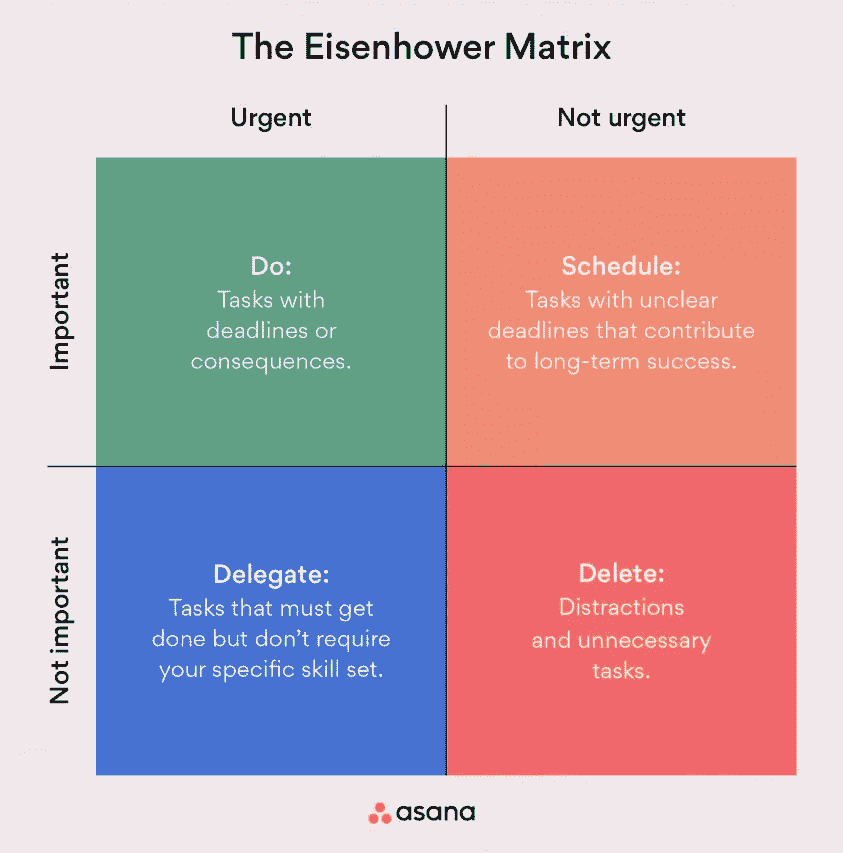 The Eisenhower Matrix
Urgent
Not urgent
Important
Do:
Tasks with
deadlines or
consequences.
Schedule:
Tasks with unclear
deadlines that contribute
to long-term success.
Not important
Delegate:
Tasks that must get
done but don’t require
your specific skill set.
Delete:
Distractions
and unnecessary
tasks.
asana